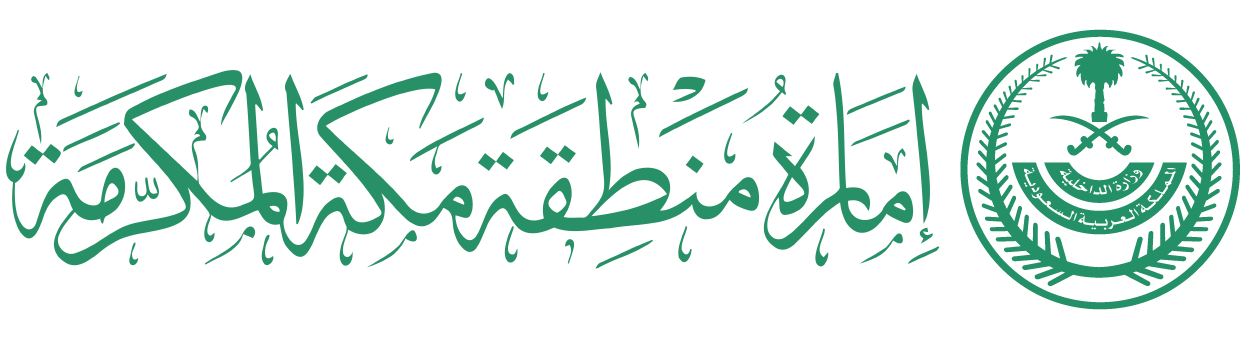 إمارة منطقة مكة المكرمة
وزارة الداخلية
المملكة العربية السعودية